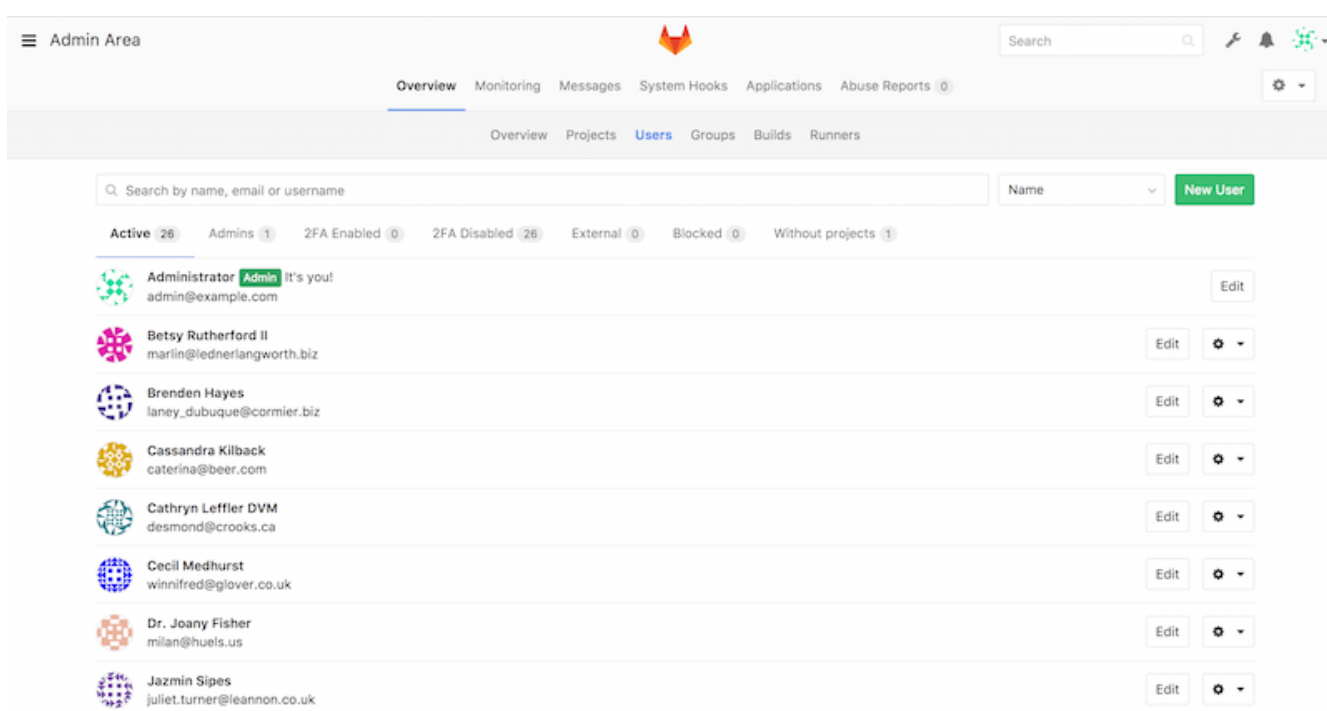 Admin Area
Search
Overview Monitoring Messages System Hooks Applications Abuse Reports 0
Overview Projects Users Groups Builds Runners
Search by name, email or username
Name
New User
Active 26 Admins 1 2FA Enabled 0 2FA Disabled 26 External 0 Blocked 0 Without projects 1
Administrator Admin It's you!
admin@example.com
Edit
Betsy Rutherford II
marlin@lednerlangworth.biz
Edit
Brenden Hayes
laney_dubuque@cormier.biz
Edit
Cassandra Kilback
caterina@beer.com
Edit
Cathryn Leffler DVM
desmond@crooks.ca
Edit
Cecil Medhurst
winnifred@glover.co.uk
Edit
Dr. Joany Fisher
milan@huels.us
Edit
Jazmin Sipes
juliet.turner@leannon.co.uk
Edit